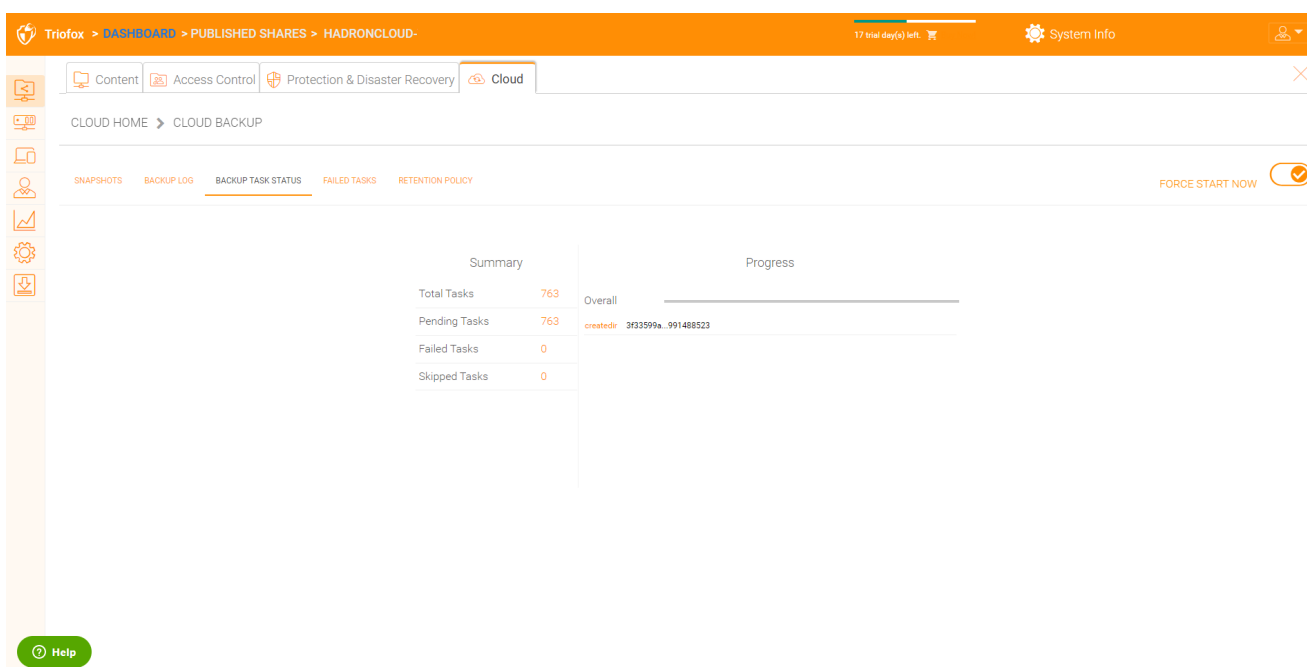 Triofox > DASHBOARD > PUBLISHED SHARES > HADRONCLOUD-
17 trial day(s) left.
System Info
Content
Access Control
Protection & Disaster Recovery
Cloud
CLOUD HOME > CLOUD BACKUP
SNAPSHOTS
BACKUP LOG
BACKUP TASK STATUS
FAILED TASKS
RETENTION POLICY
FORCE START NOW
Summary
Total Tasks 763
Pending Tasks 763
Failed Tasks 0
Skipped Tasks 0
Progress
Overall
createdir 3f33599a...991488523
Help